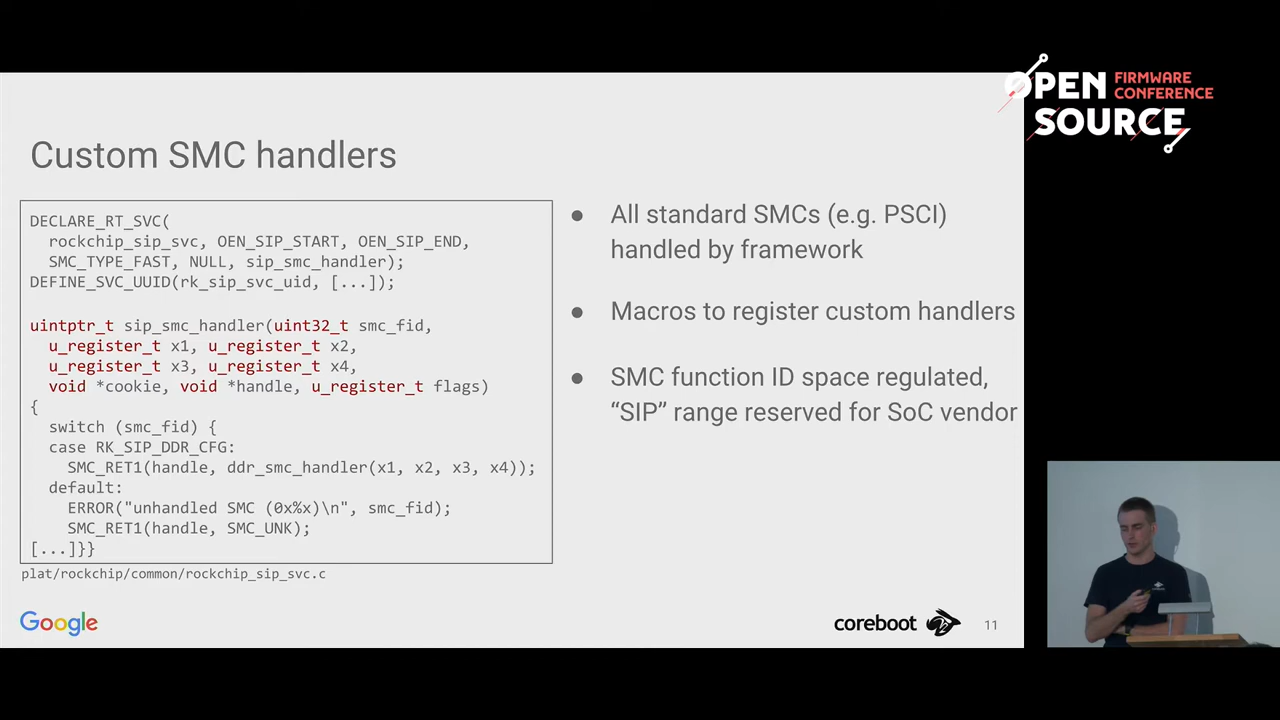 OPEN
FIRMWARE
CONFERENCE
SOURCE
Custom SMC handlers
DECLARE_RT_SVC(
rockchip_sip_svc, OEN_SIP_START, OEN_SIP_END,
SMC_TYPE_FAST, NULL, sip_smc_handler);
DEFINE_SVC_UUID(rk_sip_svc_uid, [...]);
uintptr_t sip_smc_handler(uint32_t smc_fid,
u_register_t x1, u_register_t x2,
u_register_t x3, u_register_t x4,
void *cookie, void *handle, u_register_t flags)
{
switch (smc_fid) {
case RK_SIP_DDR_CFG:
SMC_RET1(handle, ddr_smc_handler(x1, x2, x3, x4));
default:
ERROR("unhandled SMC (0x%x)\n", smc_fid);
SMC_RET1(handle, SMC_UNK);
[...]}}
plat/rockchip/common/rockchip_sip_svc.c
● All standard SMCs (e.g. PSCI)
handled by framework
● Macros to register custom handlers
● SMC function ID space regulated,
“SIP” range reserved for SoC vendor
Google
coreboot
11